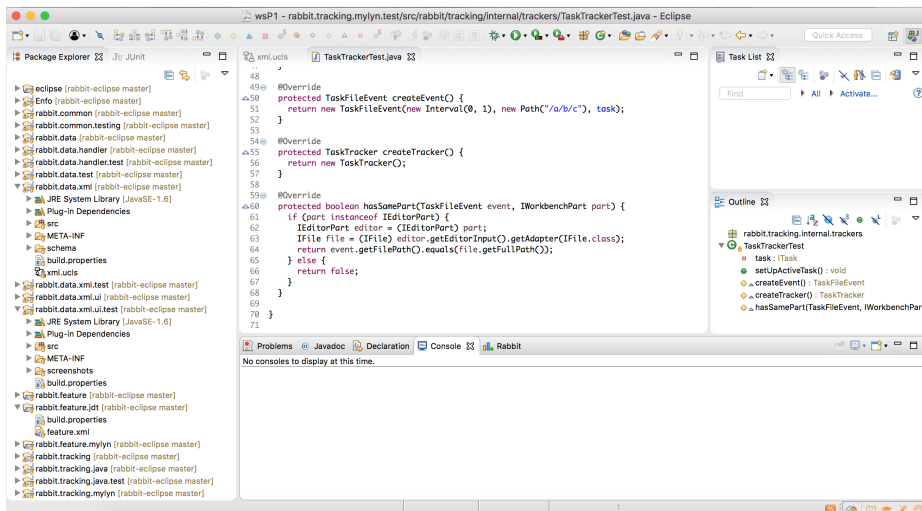 wsP1 - rabbit.tracking.mylyn.test/src/rabbit/tracking/internal/trackers/TaskTrackerTest.java - Eclipse
Quick Access
Package Explorer
JUnit
eclipse [rabbit-eclipse master]
Enfo [rabbit-eclipse master]
rabbit.common [rabbit-eclipse master]
rabbit.common.testing [rabbit-eclipse master]
rabbit.data [rabbit-eclipse master]
rabbit.data.handler [rabbit-eclipse master]
rabbit.data.handler.test [rabbit-eclipse master]
rabbit.data.test [rabbit-eclipse master]
rabbit.data.xml [rabbit-eclipse master]
JRE System Library [JavaSE-1.6]
Plug-in Dependencies
src
META-INF
schema
build.properties
xml.ucls
rabbit.data.xml.test [rabbit-eclipse master]
rabbit.data.xml.ui [rabbit-eclipse master]
rabbit.data.xml.ui.test [rabbit-eclipse master]
JRE System Library [JavaSE-1.6]
Plug-in Dependencies
src
META-INF
screenshots
build.properties
rabbit.feature [rabbit-eclipse master]
rabbit.feature.jdt [rabbit-eclipse master]
build.properties
feature.xml
rabbit.feature.mylyn [rabbit-eclipse master]
rabbit.tracking [rabbit-eclipse master]
rabbit.tracking.java [rabbit-eclipse master]
rabbit.tracking.java.test [rabbit-eclipse master]
rabbit.tracking.mylyn [rabbit-eclipse master]
xml.ucls
TaskTrackerTest.java
48
49 @Override
50 protected TaskFileEvent createEvent() {
51 return new TaskFileEvent(new Interval(0, 1), new Path("/a/b/c"), task);
52 }
53
54 @Override
55 protected TaskTracker createTracker() {
56 return new TaskTracker();
57 }
58
59 @Override
60 protected boolean hasSamePart(TaskFileEvent event, IWorkbenchPart part) {
61 if (part instanceof IEditorPart) {
62 IEditorPart editor = (IEditorPart) part;
63 IFile file = (IFile) editor.getEditorInput().getAdapter(IFile.class);
64 return event.getFilePath().equals(file.getFullPath());
65 } else {
66 return false;
67 }
68 }
69
70 }
71
Problems
Javadoc
Declaration
Console
Rabbit
No consoles to display at this time.
Task List
Find
All
Activate...
Outline
rabbit.tracking.internal.trackers
TaskTrackerTest
task : ITask
setUpActiveTask() : void
createEvent() : TaskFileEvent
createTracker() : TaskTracker
hasSamePart(TaskFileEvent, IWorkbenchPar